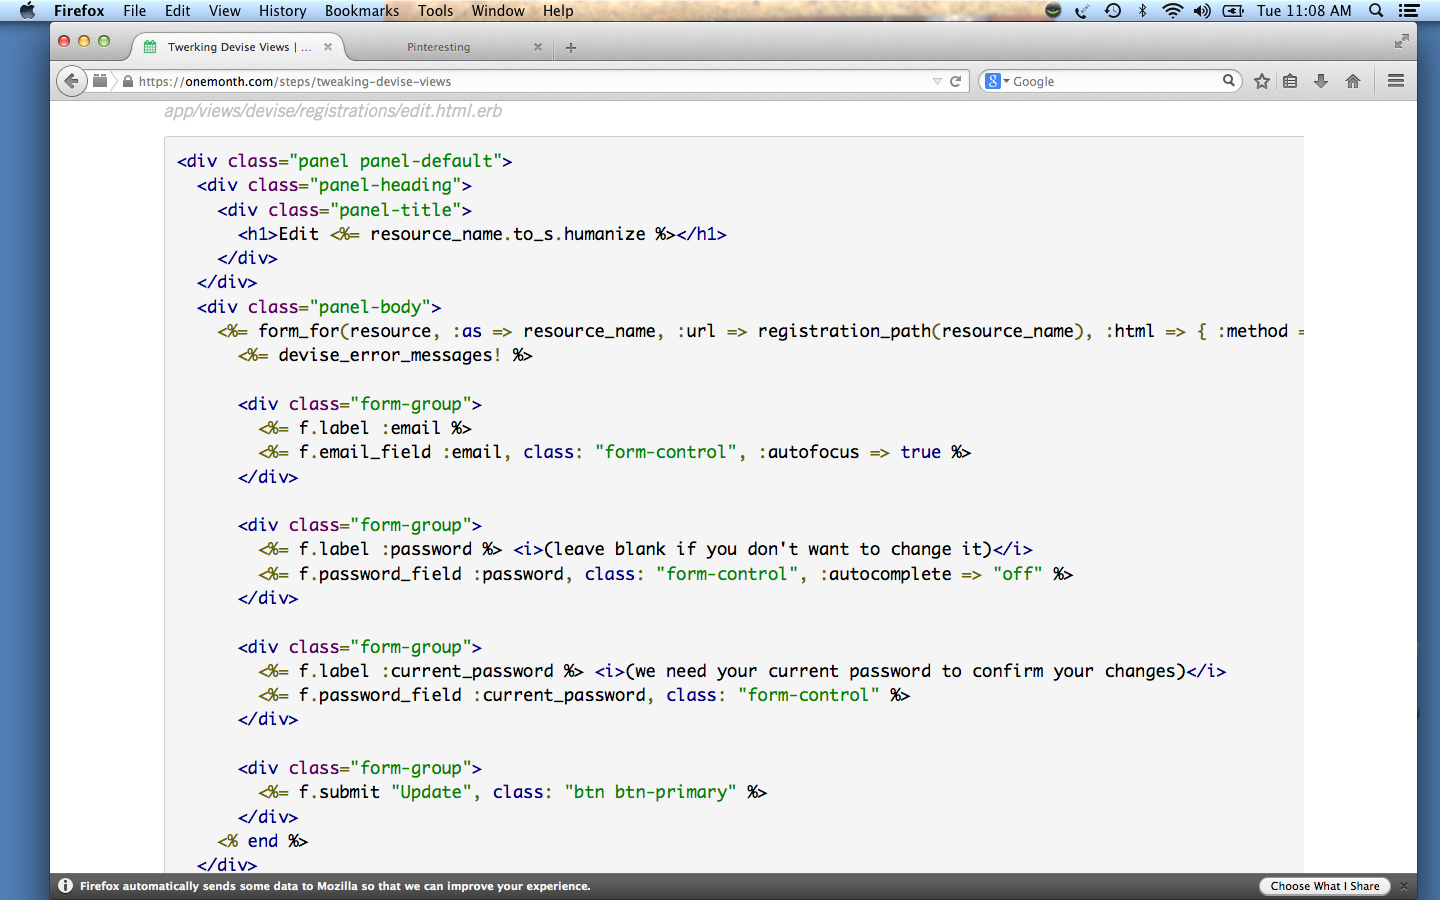 Firefox File Edit View History Bookmarks Tools Window Help Tue 11:08 AM
Twerking Devise Views | ... Pinteresting
https://onemonth.com/steps/tweaking-devise-views Google
app/views/devise/registrations/edit.html.erb
<div class="panel panel-default">
<div class="panel-heading">
<div class="panel-title">
<h1>Edit <%= resource_name.to_s.humanize %></h1>
</div>
</div>
<div class="panel-body">
<%= form_for(resource, :as => resource_name, :url => registration_path(resource_name), :html => { :method =
<%= devise_error_messages! %>
<div class="form-group">
<%= f.label :email %>
<%= f.email_field :email, class: "form-control", :autofocus => true %>
</div>
<div class="form-group">
<%= f.label :password %> <i>(leave blank if you don't want to change it)</i>
<%= f.password_field :password, class: "form-control", :autocomplete => "off" %>
</div>
<div class="form-group">
<%= f.label :current_password %> <i>(we need your current password to confirm your changes)</i>
<%= f.password_field :current_password, class: "form-control" %>
</div>
<div class="form-group">
<%= f.submit "Update", class: "btn btn-primary" %>
</div>
<% end %>
</div>
Firefox automatically sends some data to Mozilla so that we can improve your experience. Choose What I Share